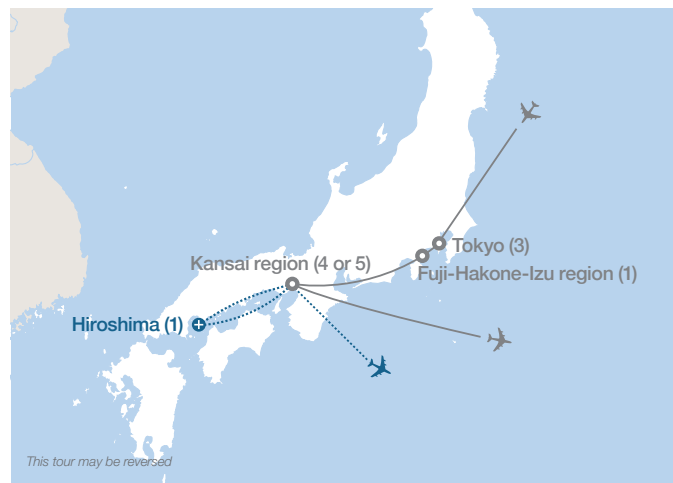 Tokyo (3)
Kansai region (4 or 5)
Fuji-Hakone-Izu region (1)
Hiroshima (1)
This tour may be reversed